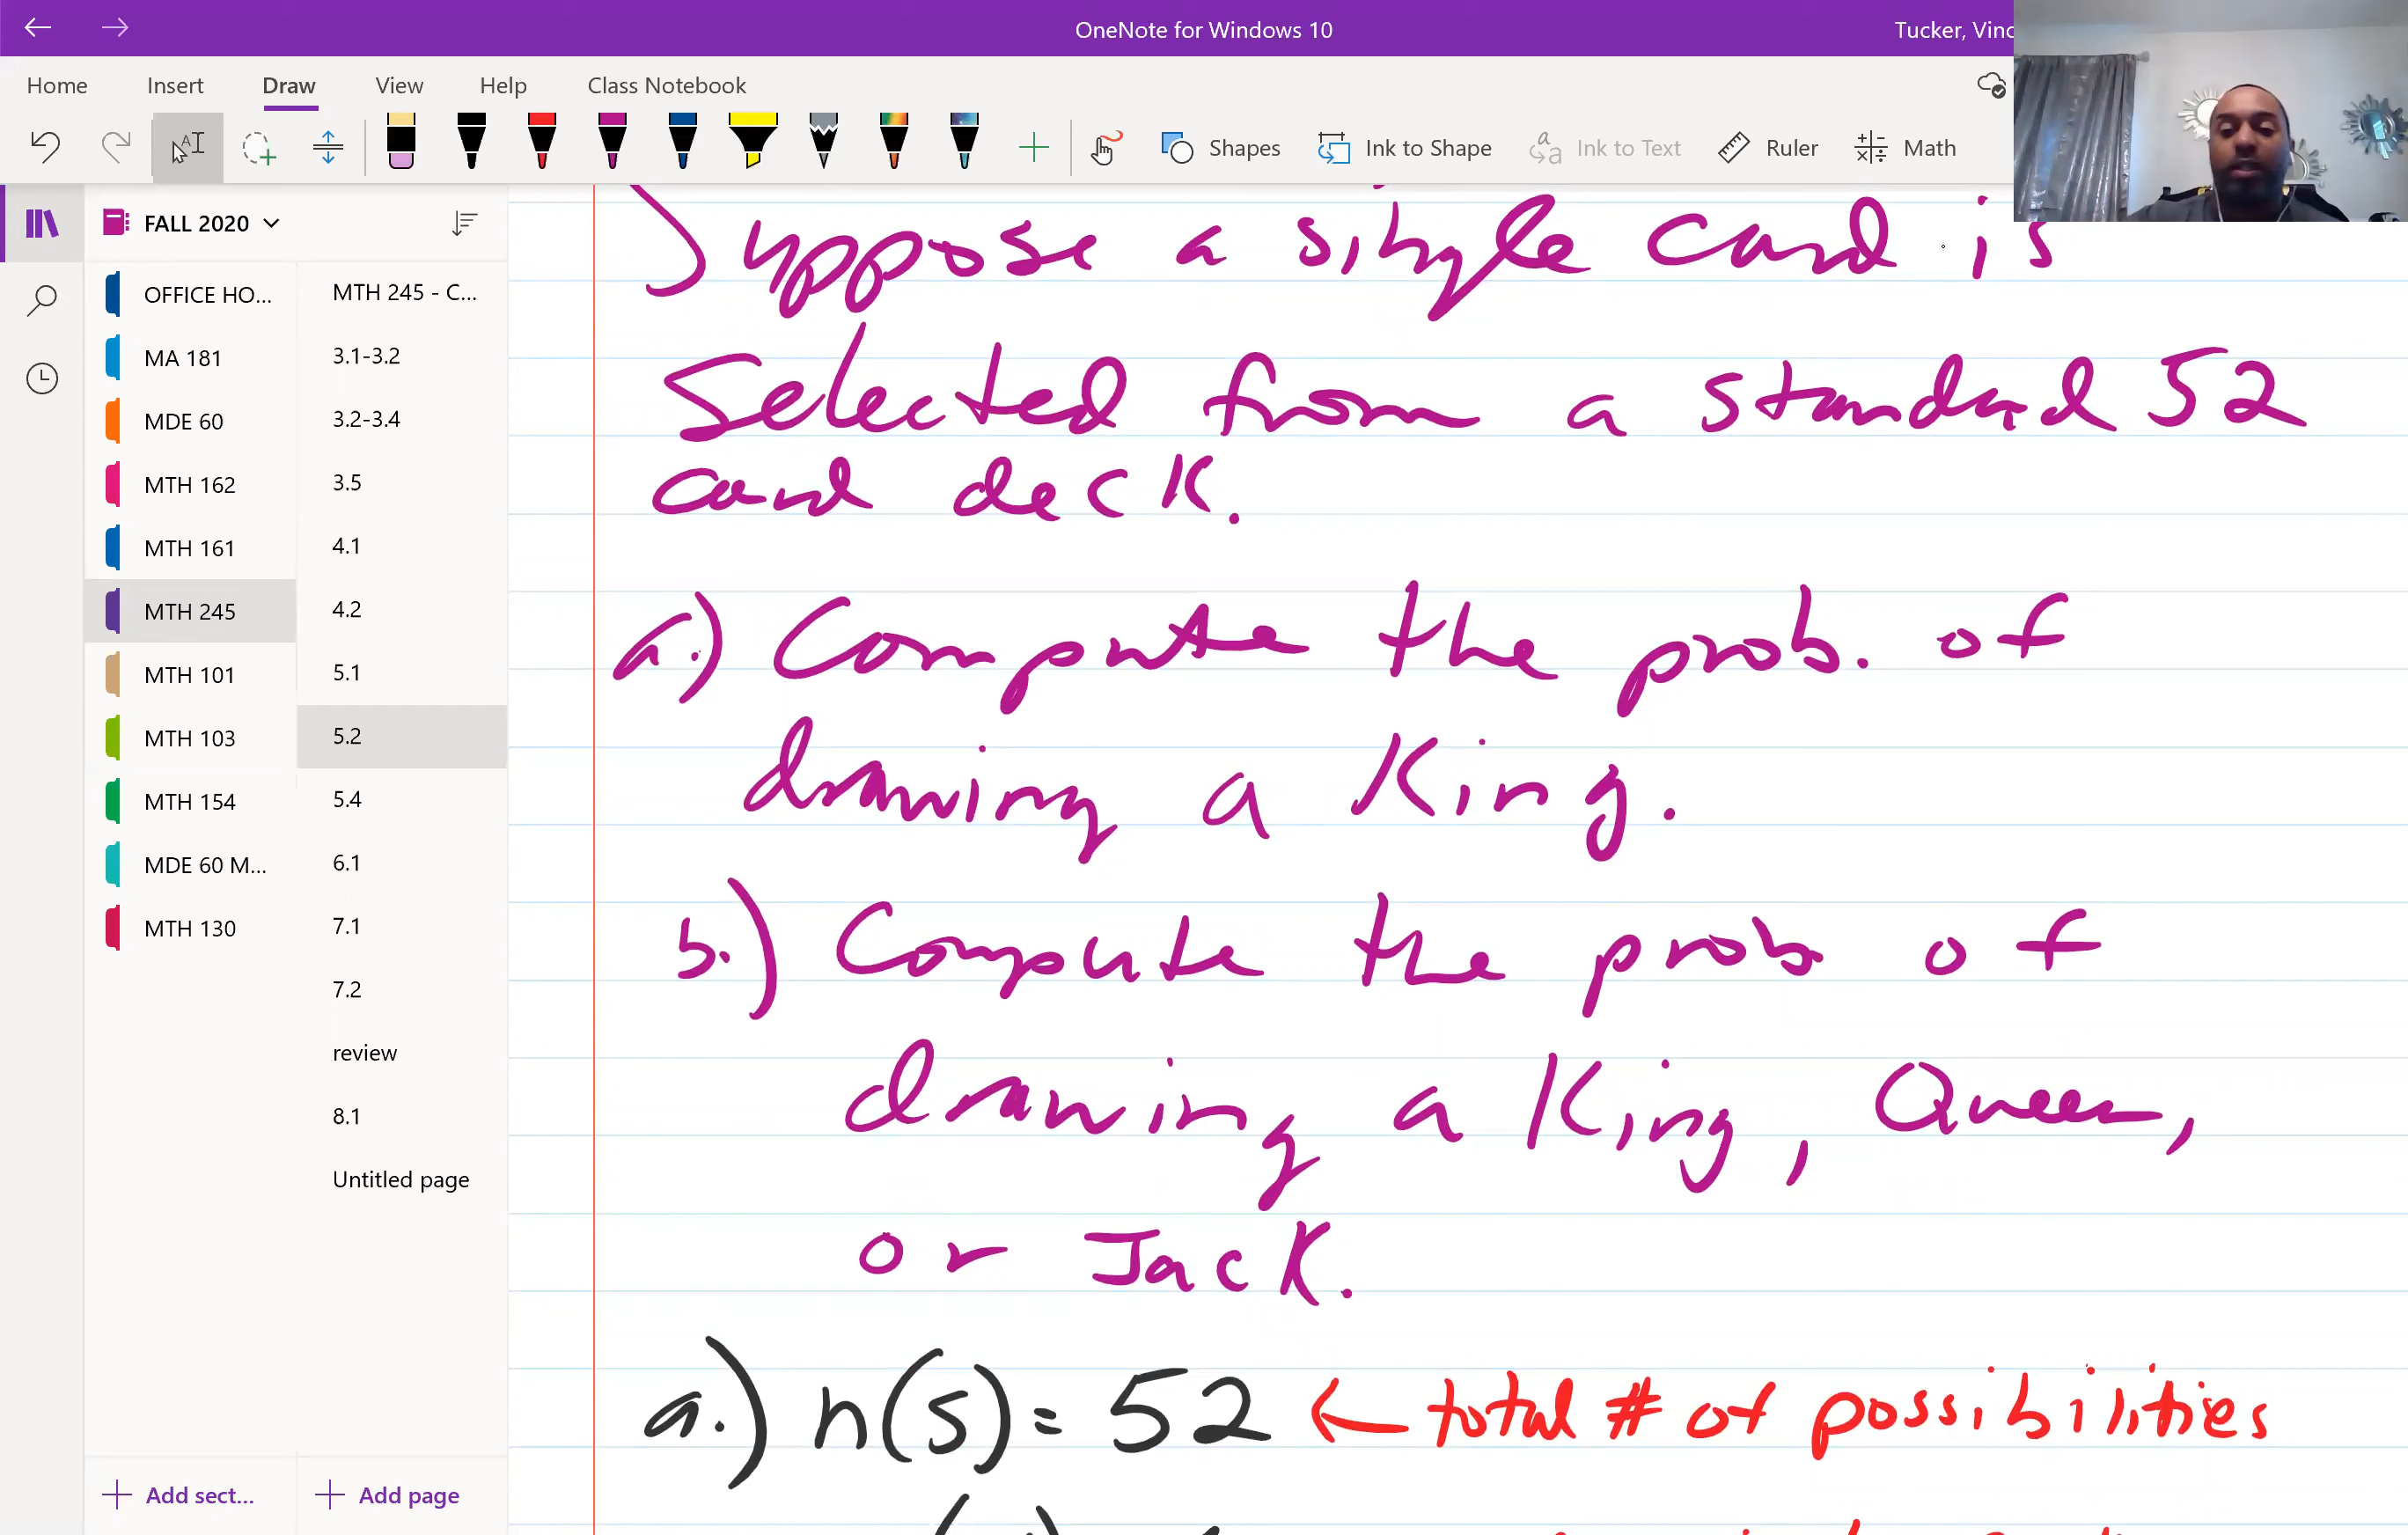 OneNote for Windows 10
Tucker, Vinc
Home Insert Draw View Help Class Notebook
Shapes Ink to Shape Ink to Text Ruler Math
FALL 2020
OFFICE HO...
MA 181
MDE 60
MTH 162
MTH 161
MTH 245
MTH 101
MTH 103
MTH 154
MDE 60 M...
MTH 130
Add sect...
MTH 245 - C...
3.1-3.2
3.2-3.4
3.5
4.1
4.2
5.1
5.2
5.4
6.1
7.1
7.2
review
8.1
Untitled page
Add page
Suppose a single card is
Selected from a standard 52
card deck.
a.) Compute the prob. of
drawing a King.
b.) Compute the prob of
drawing a King, Queen,
or Jack.
a.) n(s) = 52 ← total # of possibilities